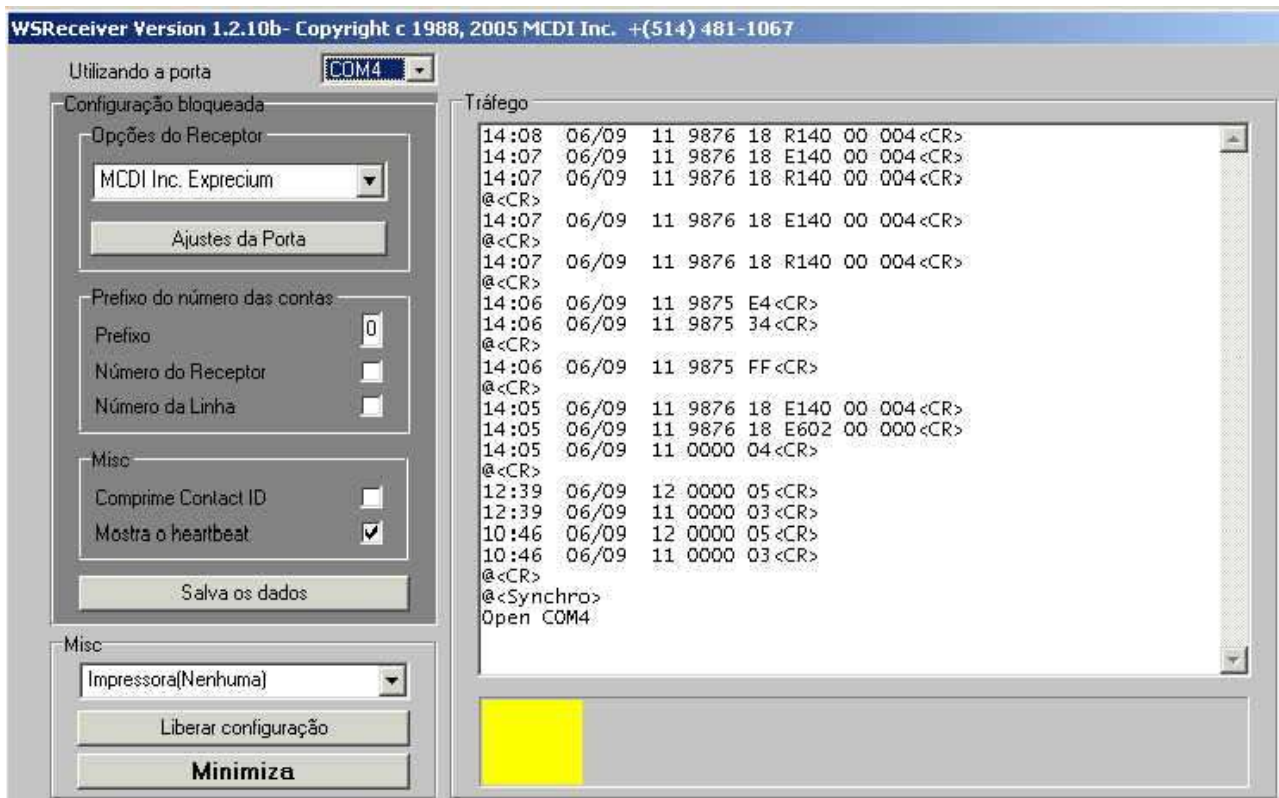 WSReceiver Version 1.2.10b- Copyright c 1988, 2005 MCDI Inc. +(514) 481-1067
Utilizando a porta COM4
Configuração bloqueada
Opções do Receptor
MCDI Inc. Exprecium
Ajustes da Porta
Prefixo do número das contas
Prefixo 0
Número do Receptor
Número da Linha
Misc
Comprime Contact ID
Mostra o heartbeat
Salva os dados
Misc
Impressora(Nenhuma)
Liberar configuração
Minimiza
Tráfego
14:08 06/09 11 9876 18 R140 00 004<CR>
14:07 06/09 11 9876 18 E140 00 004<CR>
14:07 06/09 11 9876 18 R140 00 004<CR>
@<CR>
14:07 06/09 11 9876 18 E140 00 004<CR>
@<CR>
14:07 06/09 11 9876 18 R140 00 004<CR>
@<CR>
14:06 06/09 11 9875 E4<CR>
14:06 06/09 11 9875 34<CR>
@<CR>
14:06 06/09 11 9875 FF<CR>
@<CR>
14:05 06/09 11 9876 18 E140 00 004<CR>
14:05 06/09 11 9876 18 E602 00 000<CR>
14:05 06/09 11 0000 04<CR>
@<CR>
12:39 06/09 12 0000 05<CR>
12:39 06/09 11 0000 03<CR>
10:46 06/09 12 0000 05<CR>
10:46 06/09 11 0000 03<CR>
@<CR>
@<Synchro>
Open COM4